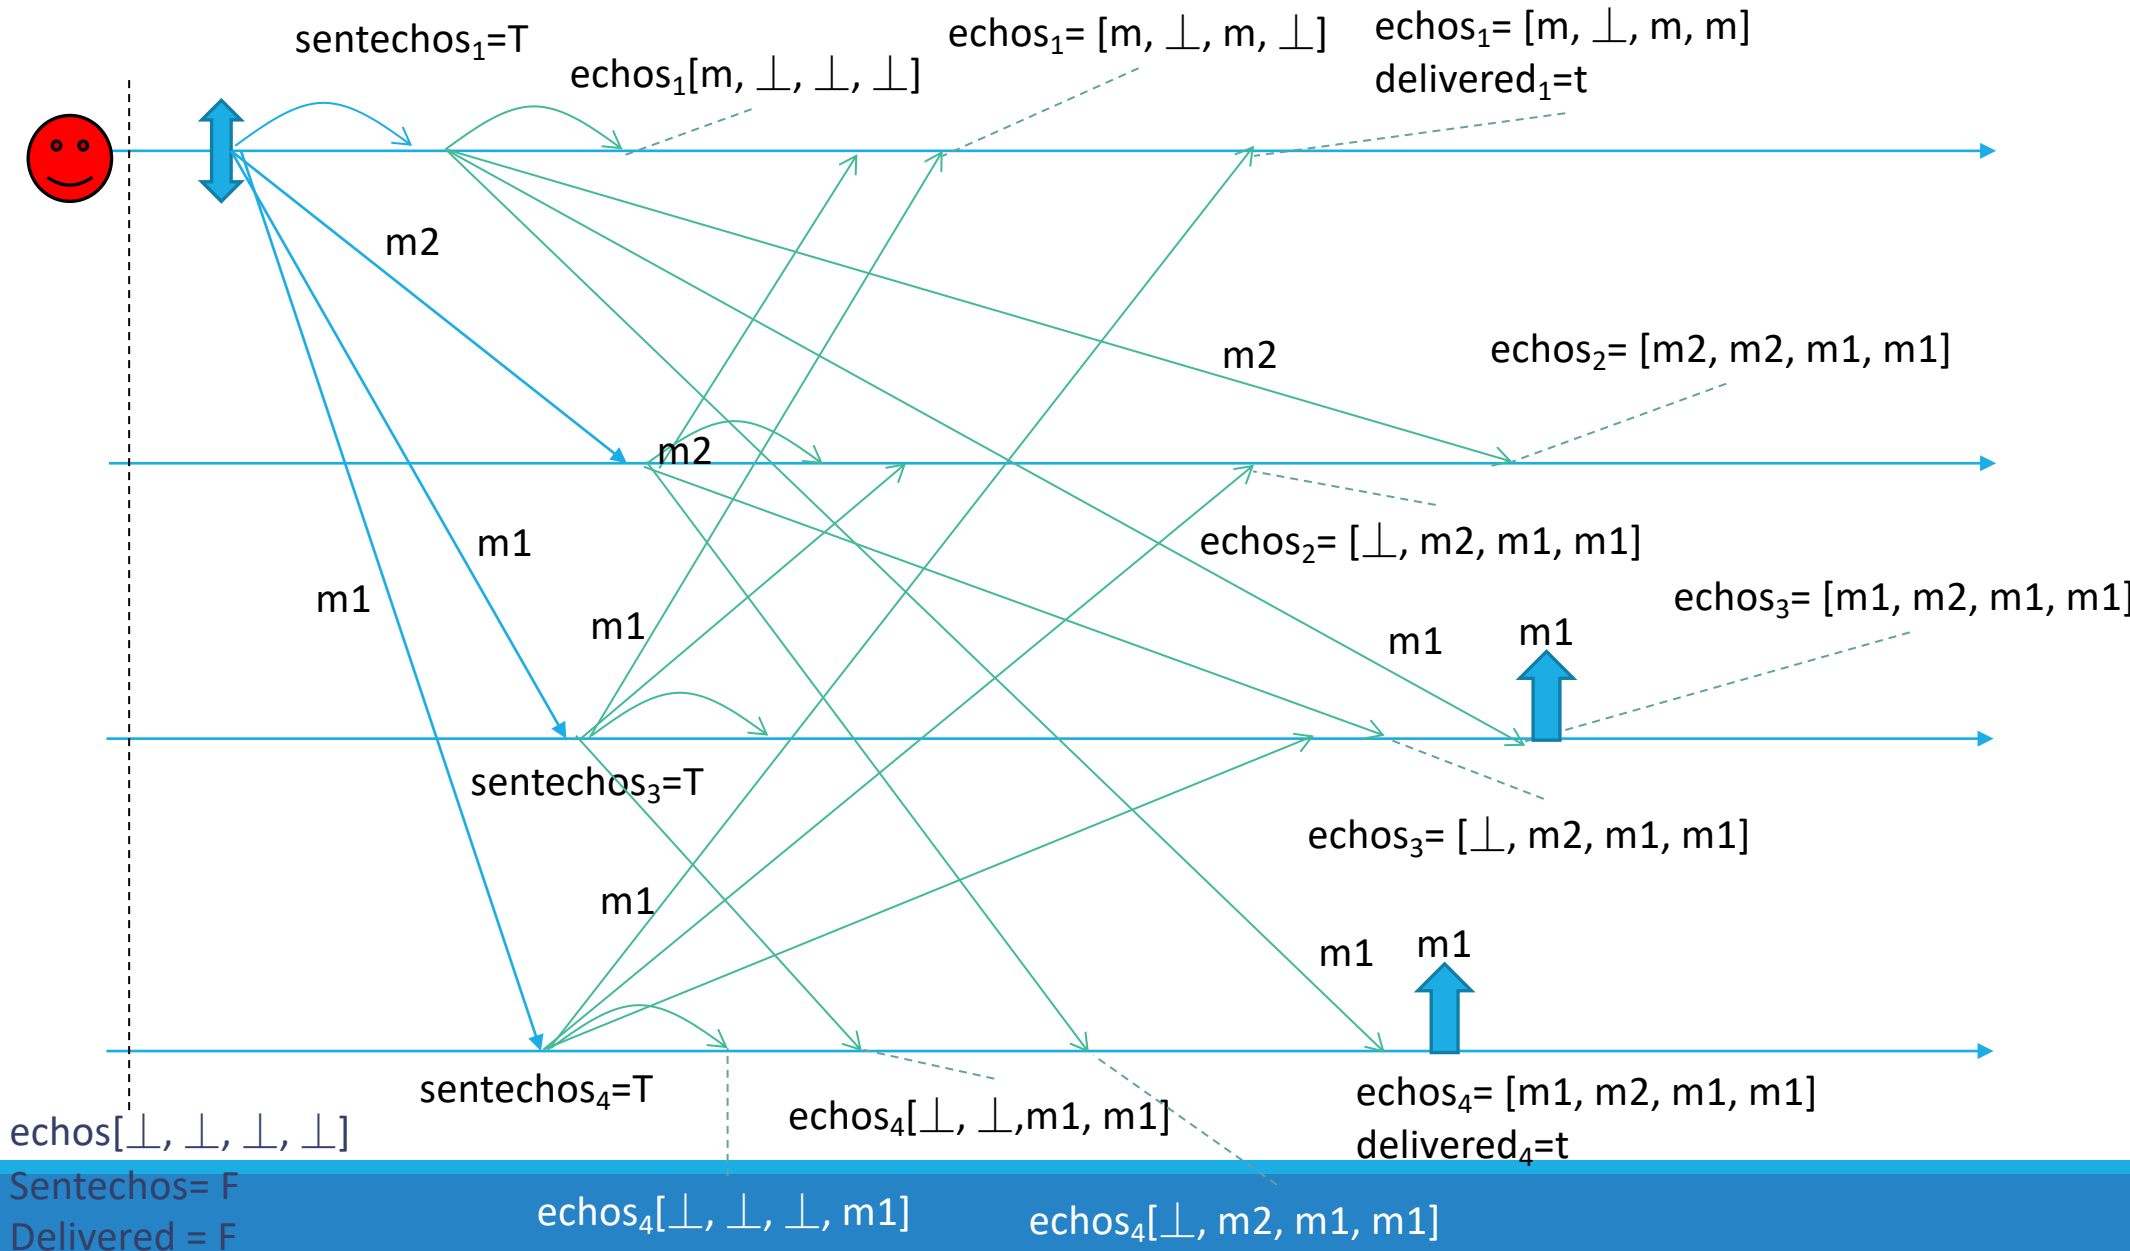 sentechos₁=T
echos₁[m, ⊥, ⊥, ⊥]
echos₁= [m, ⊥, m, ⊥]
echos₁= [m, ⊥, m, m]
delivered₁=t
m2
m2
echos₂= [m2, m2, m1, m1]
m2
m1
echos₂= [⊥, m2, m1, m1]
m1
m1
echos₃= [m1, m2, m1, m1]
m1
m1
sentechos₃=T
echos₃= [⊥, m2, m1, m1]
m1
m1
m1
sentechos₄=T
echos₄[⊥, ⊥,m1, m1]
echos₄= [m1, m2, m1, m1]
delivered₄=t
echos[⊥, ⊥, ⊥, ⊥]
Sentechos= F
Delivered = F
echos₄[⊥, ⊥, ⊥, m1]
echos₄[⊥, m2, m1, m1]